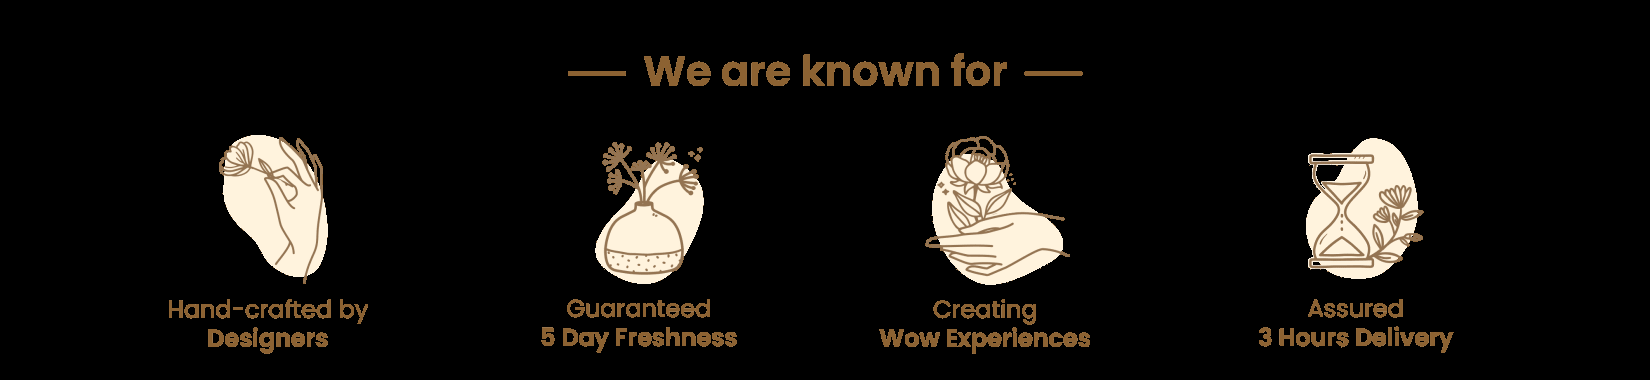 We are known for
Hand-crafted by
Designers
Guaranteed
5 Day Freshness
Creating
Wow Experiences
Assured
3 Hours Delivery